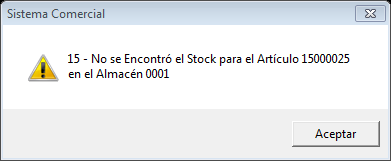 Sistema Comercial
15 - No se Encontró el Stock para el Artículo 15000025
en el Almacén 0001
Aceptar